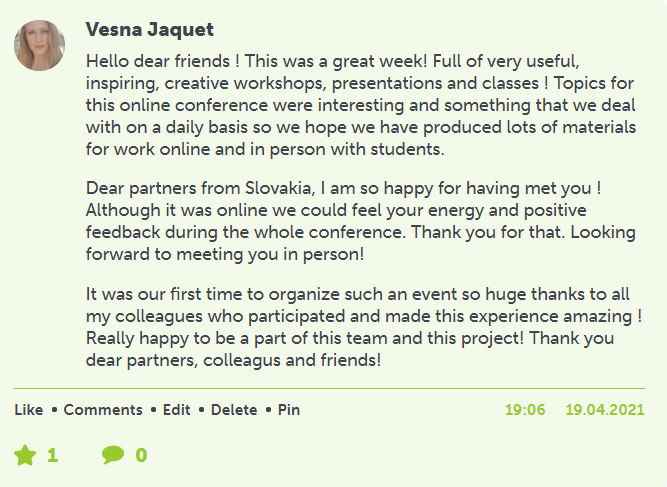 Vesna Jaquet
Hello dear friends ! This was a great week! Full of very useful,
inspiring, creative workshops, presentations and classes ! Topics for
this online conference were interesting and something that we deal
with on a daily basis so we hope we have produced lots of materials
for work online and in person with students.
Dear partners from Slovakia, I am so happy for having met you !
Although it was online we could feel your energy and positive
feedback during the whole conference. Thank you for that. Looking
forward to meeting you in person!
It was our first time to organize such an event so huge thanks to all
my colleagues who participated and made this experience amazing !
Really happy to be a part of this team and this project! Thank you
dear partners, colleagus and friends!
Like • Comments • Edit • Delete • Pin 19:06 19.04.2021
1 0